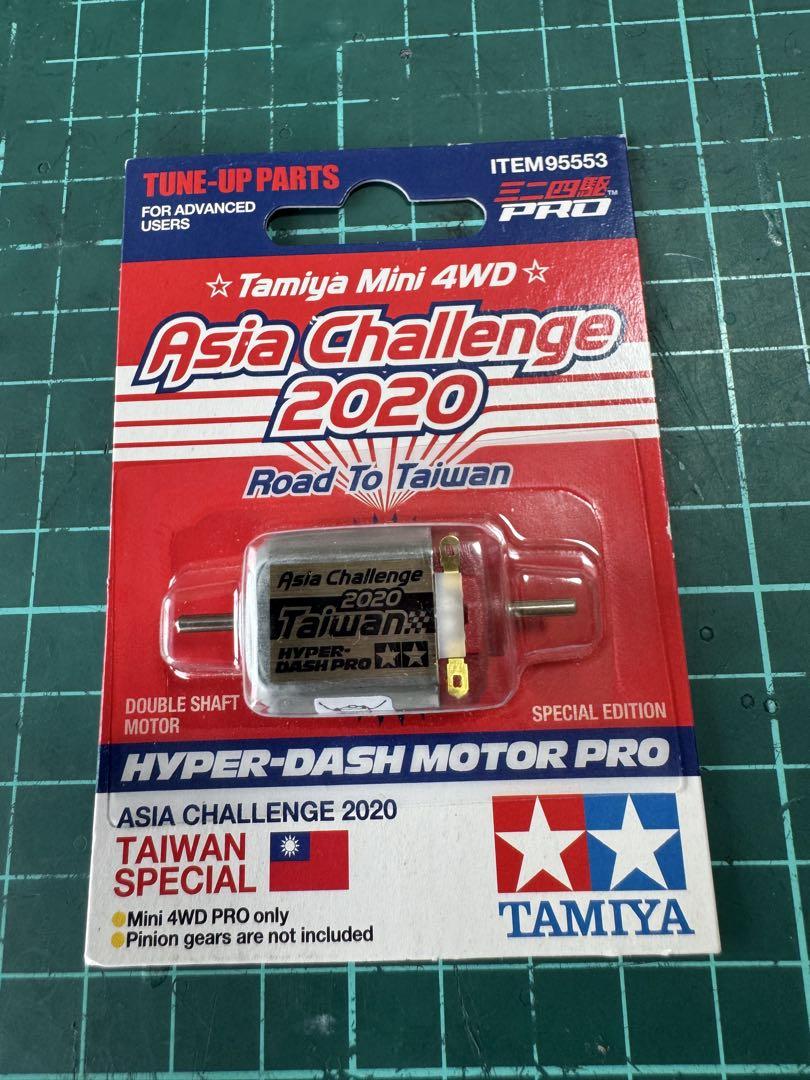 TUNE-UP PARTS
FOR ADVANCED
USERS
ITEM95553
ミニ四駆™
PRO
☆Tamiya Mini 4WD☆
Asia Challenge
2020
Road To Taiwan
Asia Challenge
2020
Taiwan
HYPER-
DASH PRO
DOUBLE SHAFT
MOTOR
SPECIAL EDITION
HYPER-DASH MOTOR PRO
ASIA CHALLENGE 2020
TAIWAN
SPECIAL
Mini 4WD PRO only
Pinion gears are not included
TAMIYA